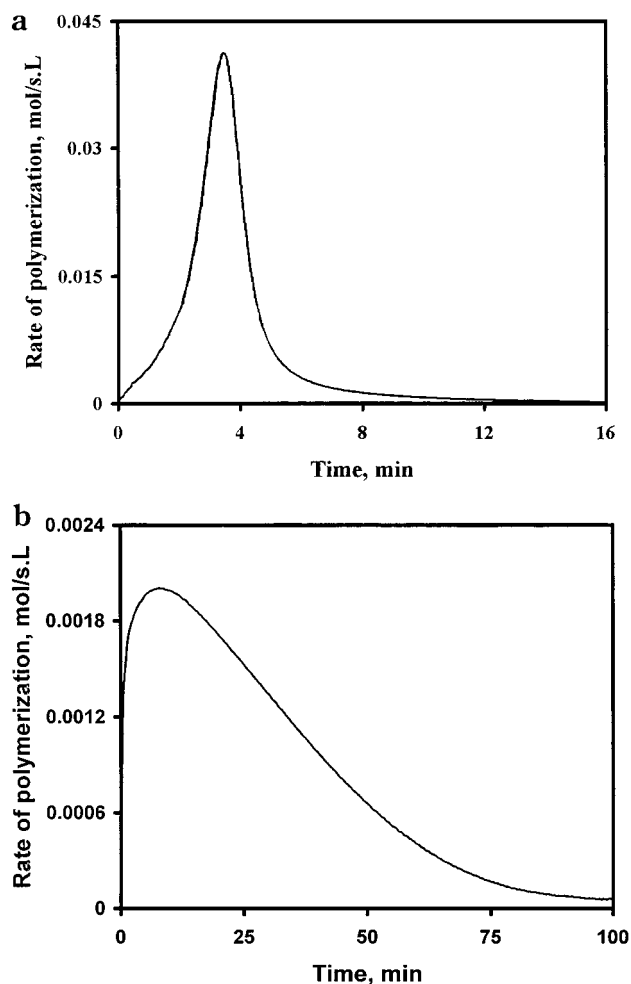 a
0.045
0.03
0.015
0
Rate of polymerization, mol/s.L
0 4 8 12 16
Time, min
b
0.0024
0.0018
0.0012
0.0006
0
Rate of polymerization, mol/s.L
0 25 50 75 100
Time, min